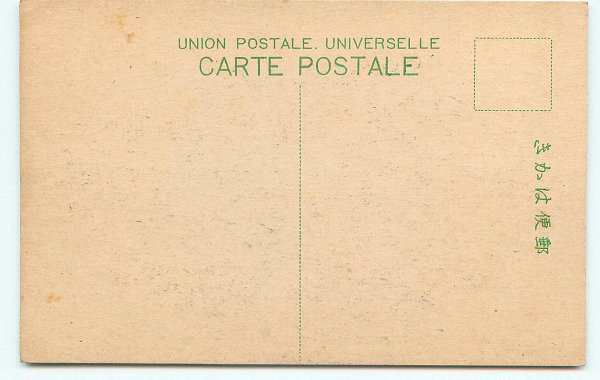 UNION POSTALE. UNIVERSELLE
CARTE POSTALE
きかは便郵